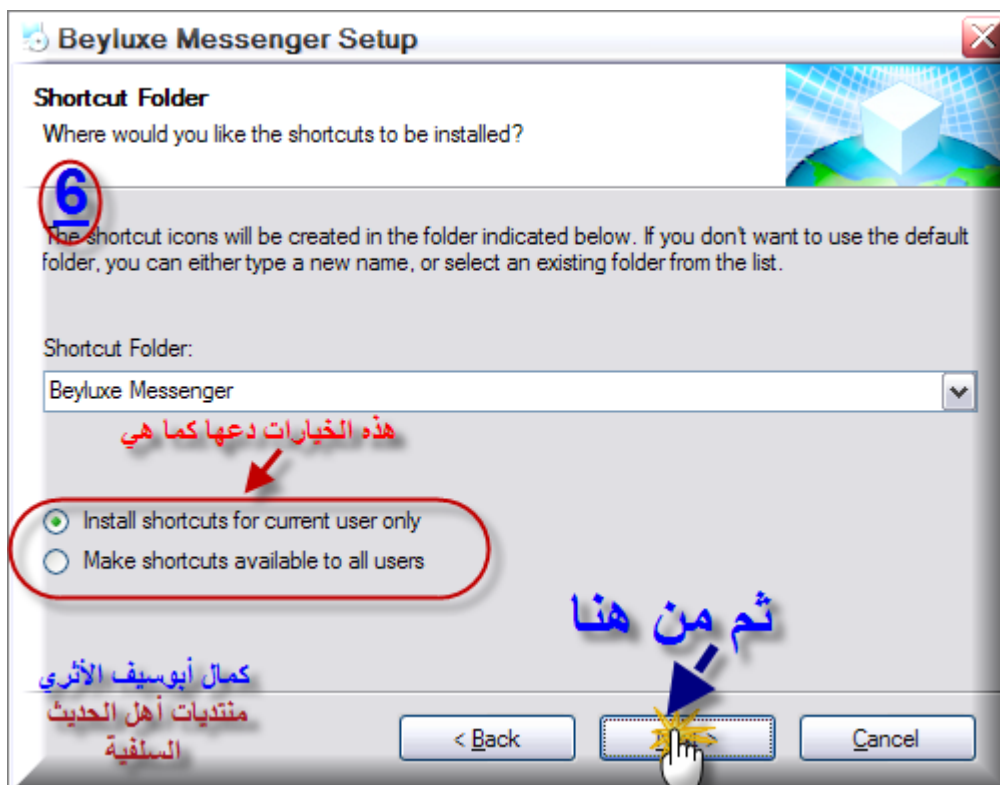 Beyluxe Messenger Setup
Shortcut Folder
Where would you like the shortcuts to be installed?
6
The shortcut icons will be created in the folder indicated below. If you don't want to use the default
folder, you can either type a new name, or select an existing folder from the list.
Shortcut Folder:
Beyluxe Messenger
هذه الخيارات دعها كما هي
Install shortcuts for current user only
Make shortcuts available to all users
ثم من هنا
كمال أبوسيف الأثري
منتديات أهل الحديث
السلفية
< Back
Cancel